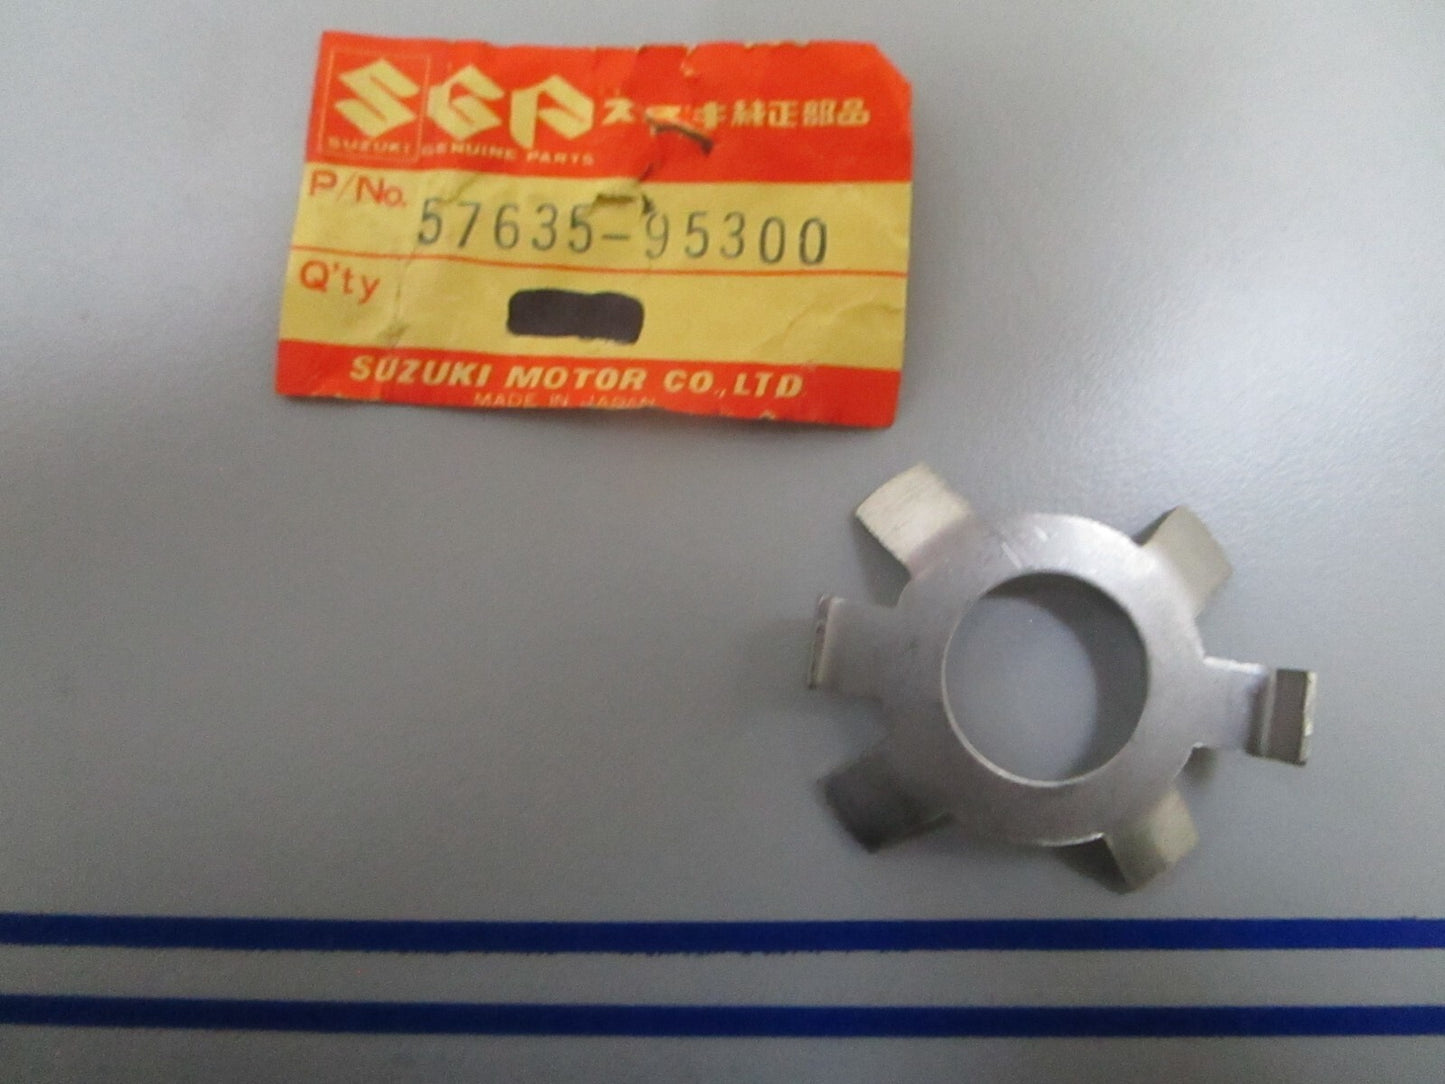 SGP スズキ純正部品
SUZUKI GENUINE PARTS
P/No. 57635-95300
Q'ty
SUZUKI MOTOR CO.,LTD
MADE IN JAPAN